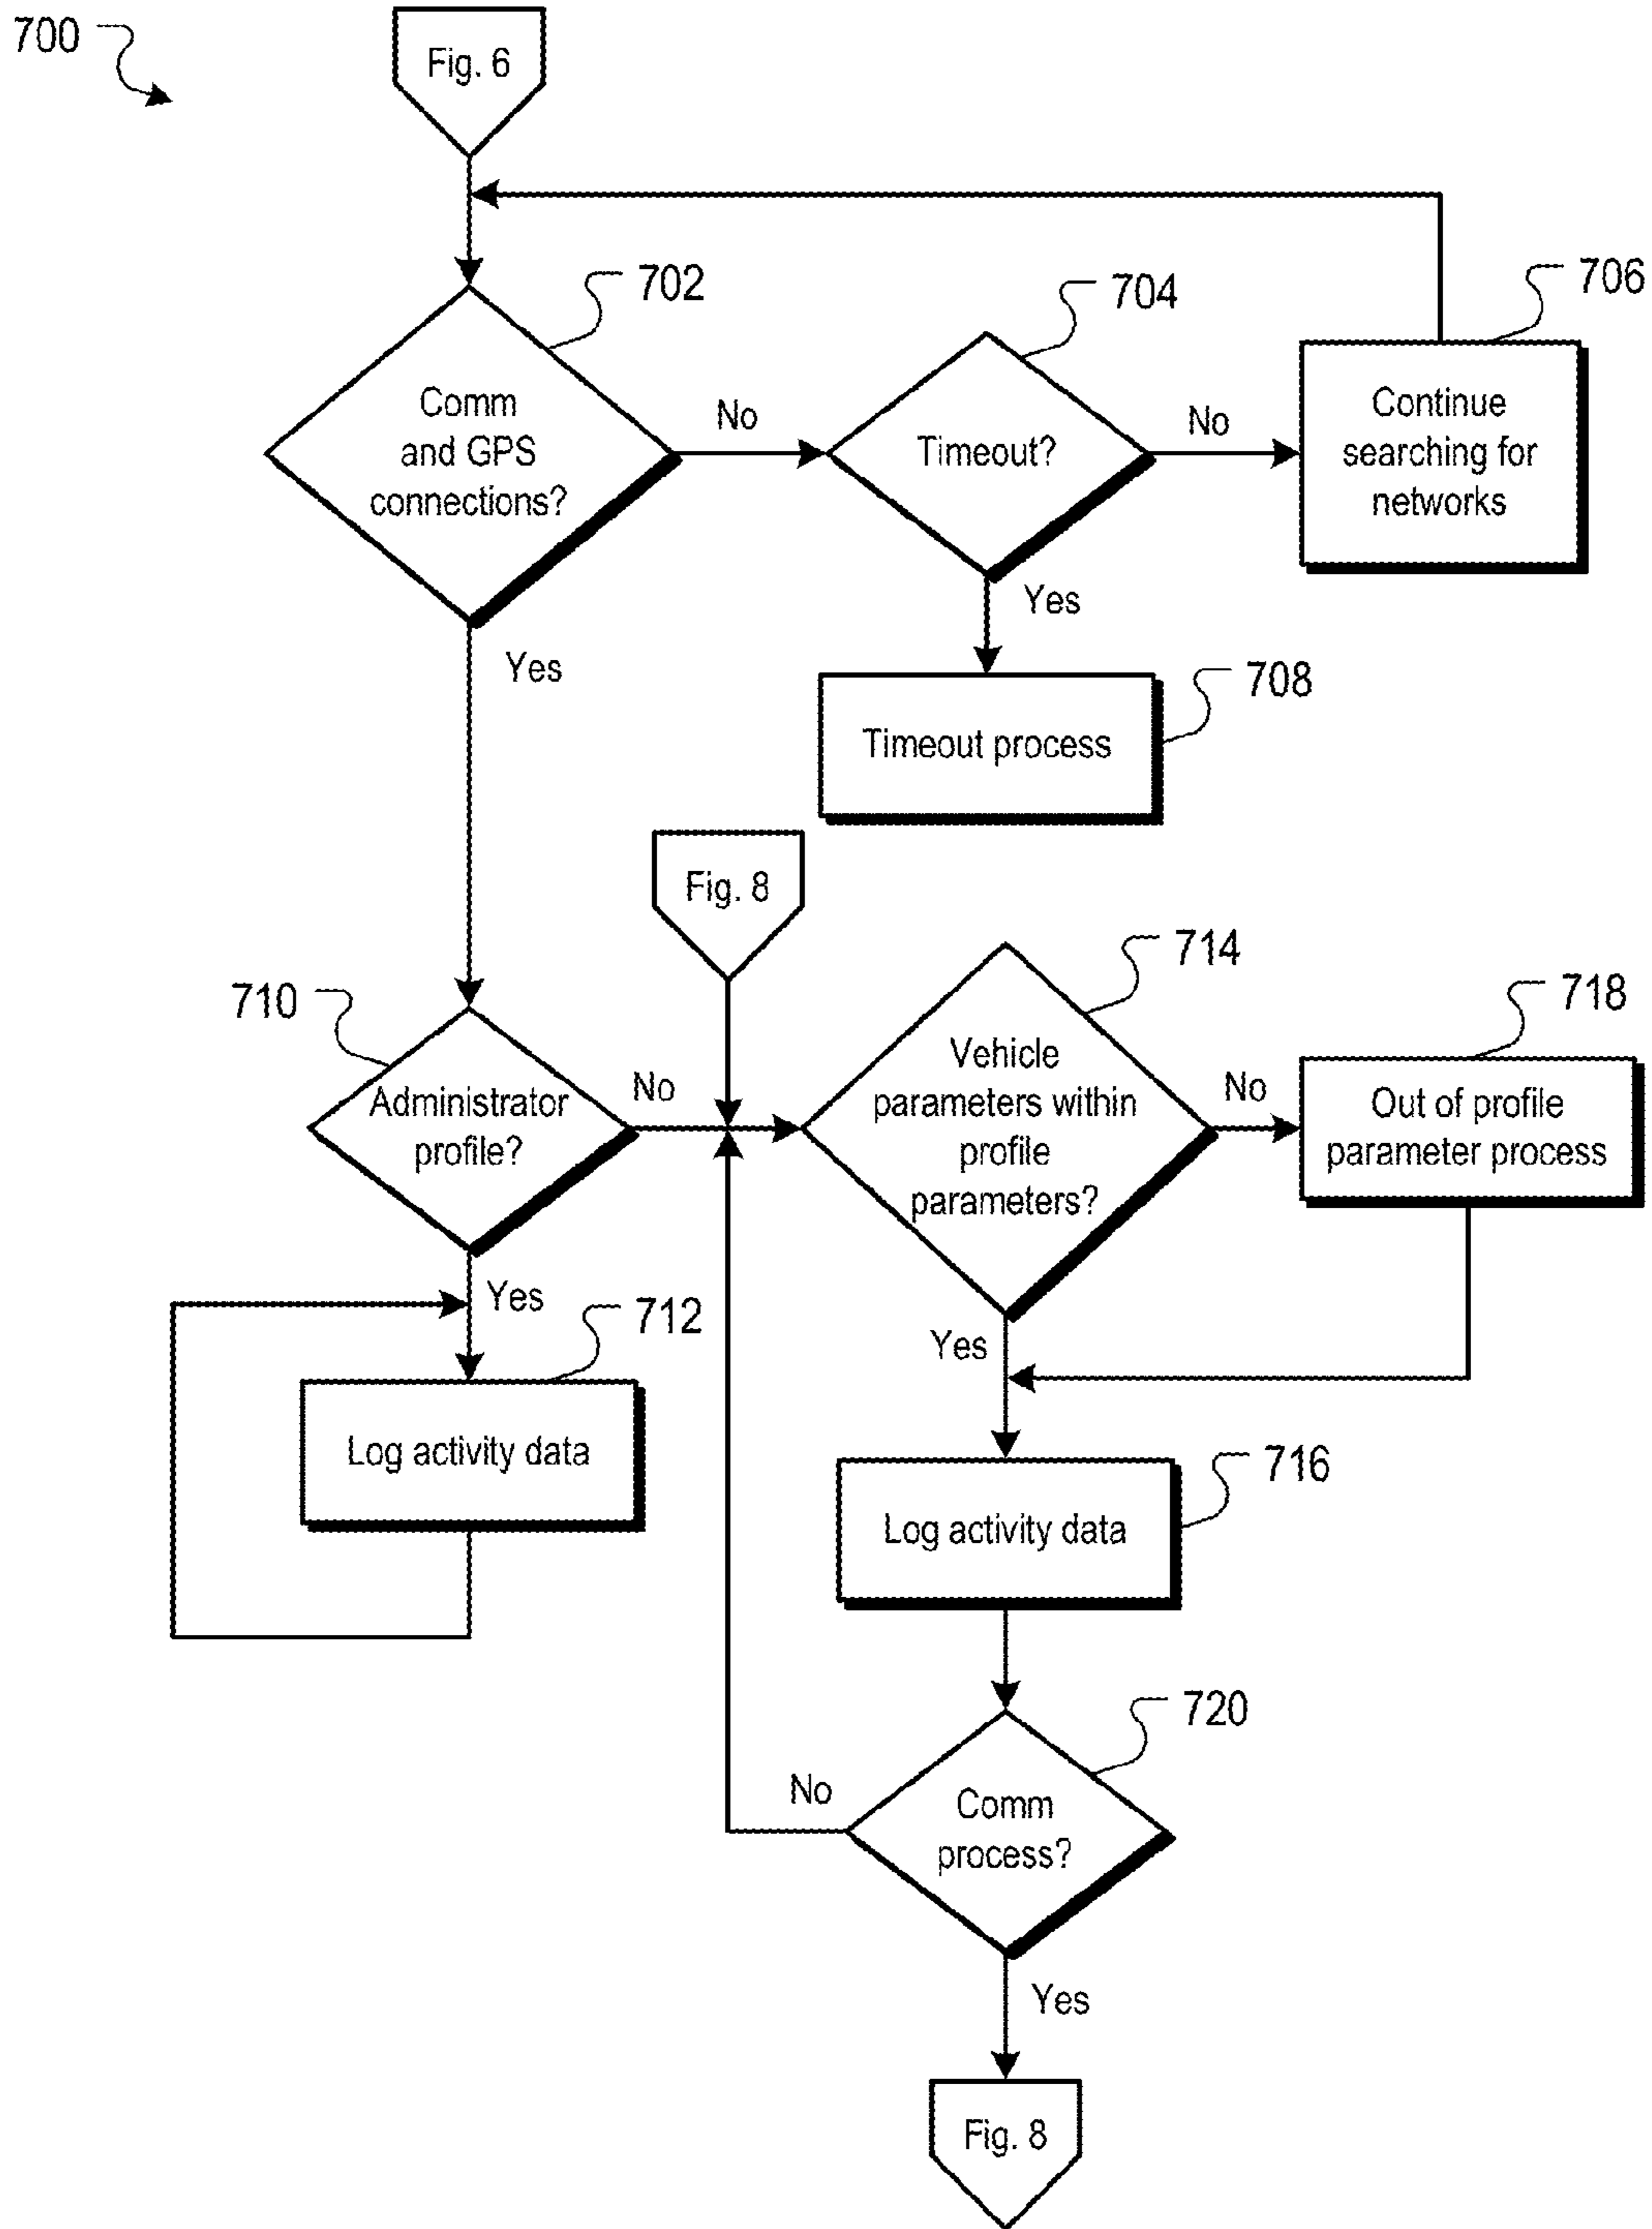 700
Fig. 6
702
704
706
Comm
and GPS
connections?
No
Timeout?
No
Continue
searching for
networks
Yes
Yes
708
Timeout process
Fig. 8
714
710
718
Administrator
profile?
No
Vehicle
parameters within
profile
parameters?
No
Out of profile
parameter process
Yes
712
Yes
Log activity data
716
Log activity data
720
No
Comm
process?
Yes
Fig. 8